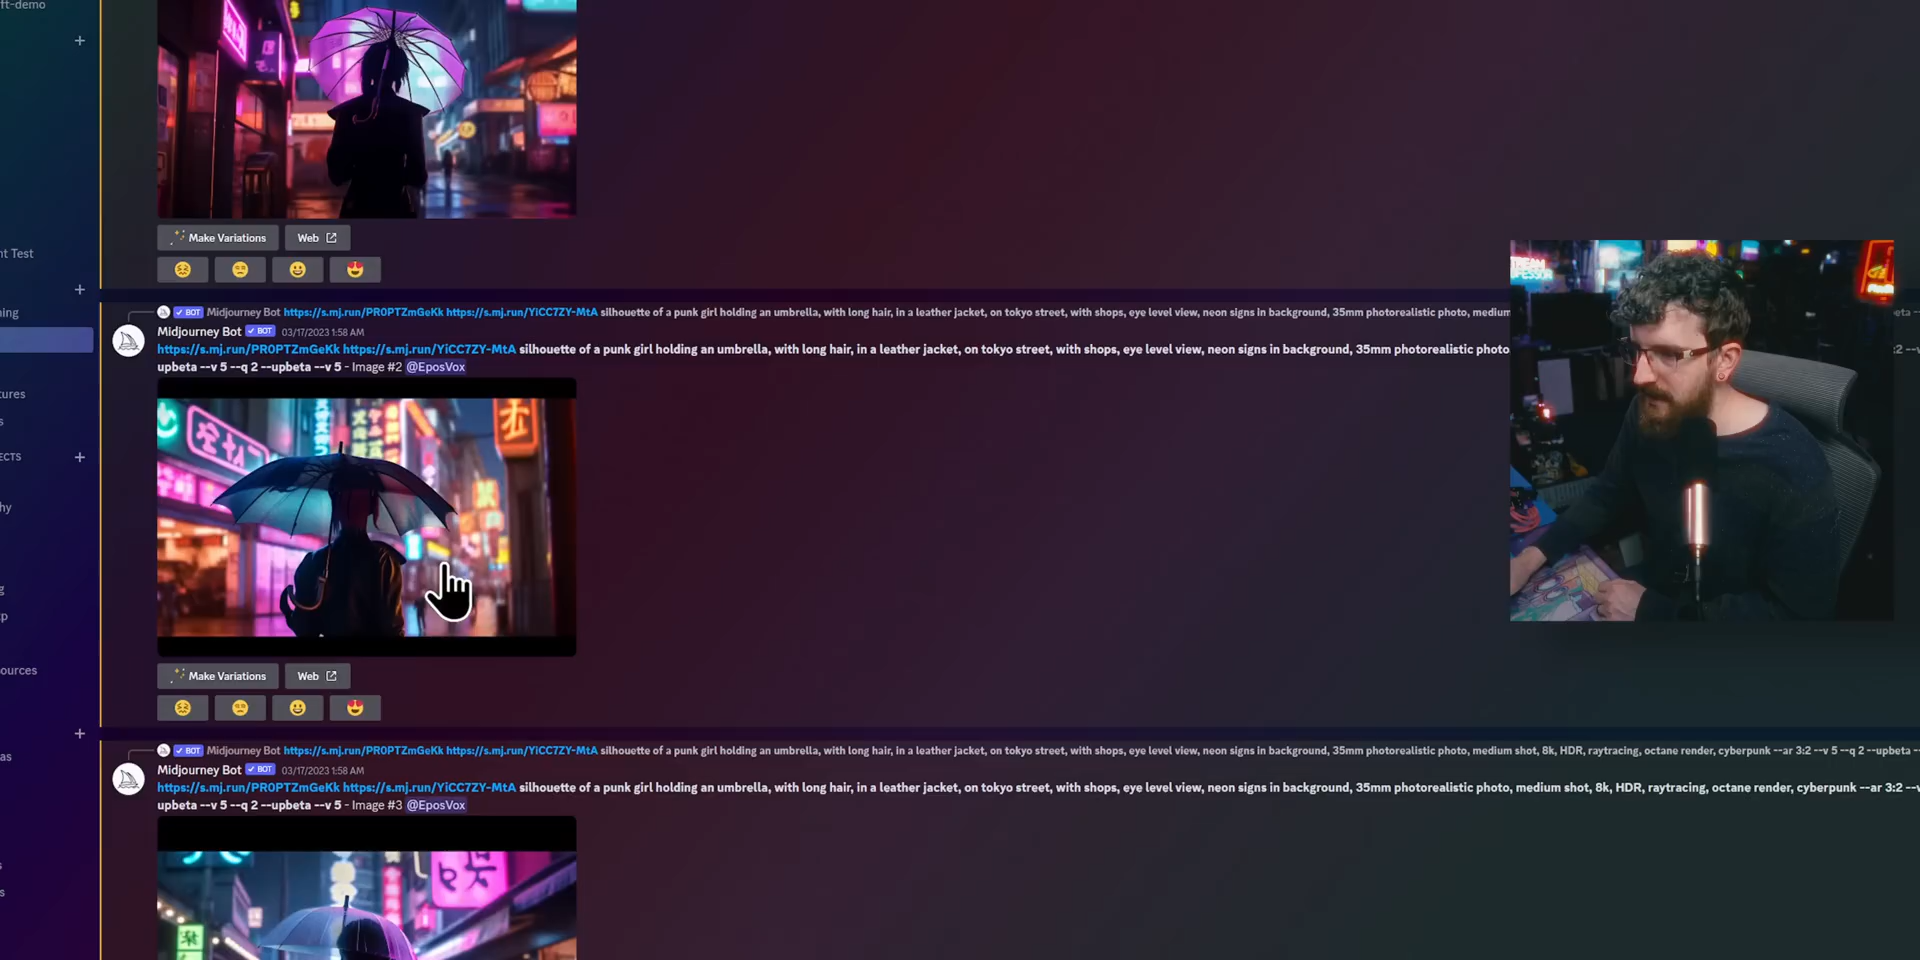 ft-demo
nt Test
ning
tures
s
ECTS
hy
g
cp
ources
as
s
s
Make Variations Web
BOT Midjourney Bot https://s.mj.run/PR0PTZmGeKk https://s.mj.run/YiCC7ZY-MtA silhouette of a punk girl holding an umbrella, with long hair, in a leather jacket, on tokyo street, with shops, eye level view, neon signs in background, 35mm photorealistic photo, medium
Midjourney Bot BOT 03/17/2023 1:58 AM
https://s.mj.run/PR0PTZmGeKk https://s.mj.run/YiCC7ZY-MtA silhouette of a punk girl holding an umbrella, with long hair, in a leather jacket, on tokyo street, with shops, eye level view, neon signs in background, 35mm photorealistic photo
upbeta --v 5 --q 2 --upbeta --v 5 - Image #2 @EposVox
Make Variations Web
BOT Midjourney Bot https://s.mj.run/PR0PTZmGeKk https://s.mj.run/YiCC7ZY-MtA silhouette of a punk girl holding an umbrella, with long hair, in a leather jacket, on tokyo street, with shops, eye level view, neon signs in background, 35mm photorealistic photo, medium shot, 8k, HDR, raytracing, octane render, cyberpunk --ar 3:2 --v 5 --q 2 --upbeta --
Midjourney Bot BOT 03/17/2023 1:58 AM
https://s.mj.run/PR0PTZmGeKk https://s.mj.run/YiCC7ZY-MtA silhouette of a punk girl holding an umbrella, with long hair, in a leather jacket, on tokyo street, with shops, eye level view, neon signs in background, 35mm photorealistic photo, medium shot, 8k, HDR, raytracing, octane render, cyberpunk --ar 3:2 --v
upbeta --v 5 --q 2 --upbeta --v 5 - Image #3 @EposVox